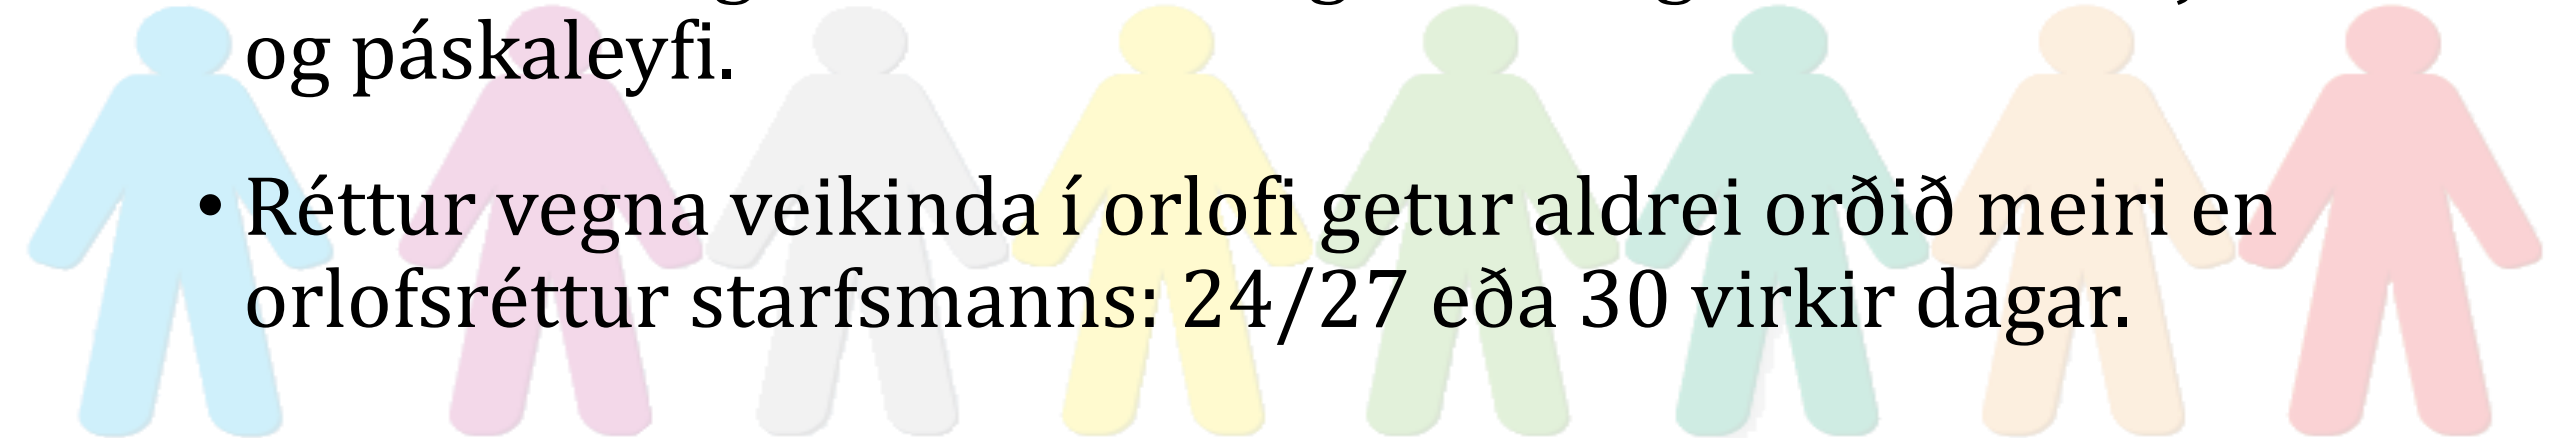 og páskaleyfi.
• Réttur vegna veikinda í orlofi getur aldrei orðið meiri en
orlofsréttur starfsmanns: 24/27 eða 30 virkir dagar.